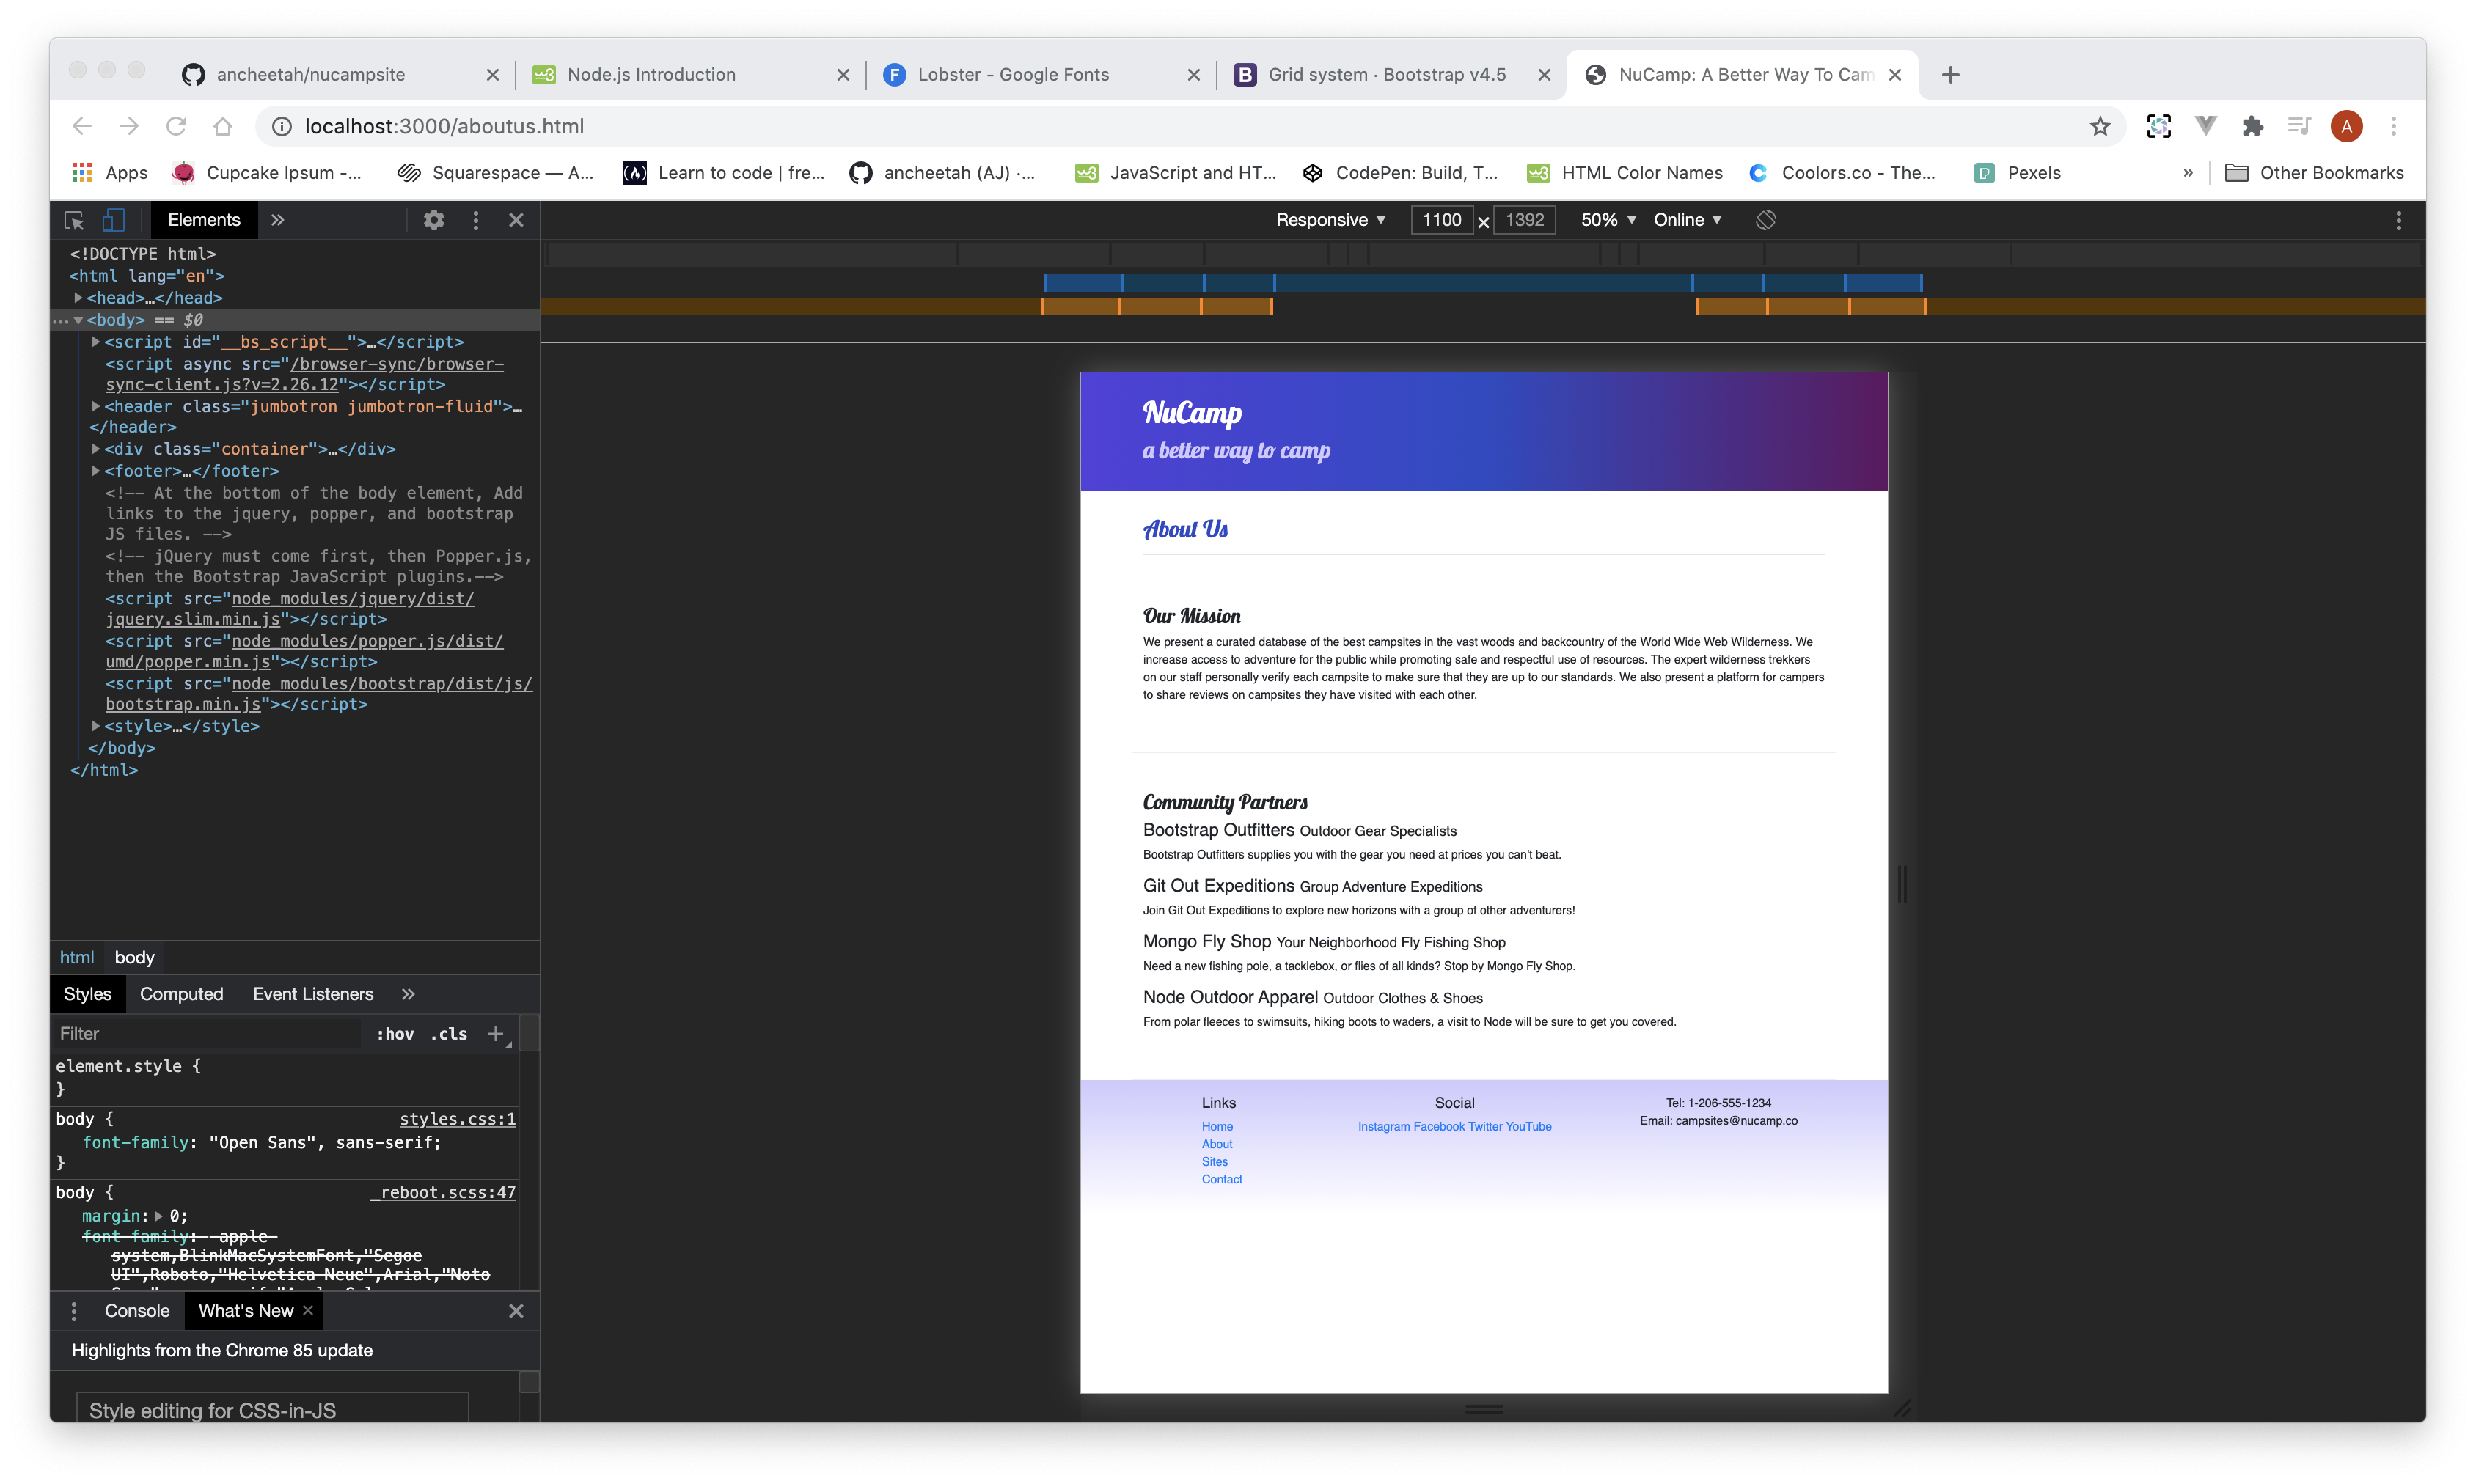 ancheetah/nucampsite
Node.js Introduction
Lobster - Google Fonts
Grid system · Bootstrap v4.5
NuCamp: A Better Way To Cam
localhost:3000/aboutus.html
A
Apps
Cupcake Ipsum -...
Squarespace — A...
Learn to code | fre...
ancheetah (AJ) ·...
JavaScript and HT...
CodePen: Build, T...
HTML Color Names
Coolors.co - The...
Pexels
»
Other Bookmarks
Elements
Responsive
1100
×
1392
50%
Online
<!DOCTYPE html>
<html lang="en">
<head>…</head>
<body> == $0
<script id="__bs_script__">…</script>
<script async src="/browser-sync/browser-
sync-client.js?v=2.26.12"></script>
<header class="jumbotron jumbotron-fluid">…
</header>
<div class="container">…</div>
<footer>…</footer>
<!-- At the bottom of the body element, Add
links to the jquery, popper, and bootstrap
JS files. -->
<!-- jQuery must come first, then Popper.js,
then the Bootstrap JavaScript plugins.-->
<script src="node_modules/jquery/dist/
jquery.slim.min.js"></script>
<script src="node_modules/popper.js/dist/
umd/popper.min.js"></script>
<script src="node_modules/bootstrap/dist/js/
bootstrap.min.js"></script>
<style>…</style>
</body>
</html>
html body
Styles Computed Event Listeners »
Filter
:hov .cls +
element.style {
}
body {
styles.css:1
font-family: "Open Sans", sans-serif;
}
body {
_reboot.scss:47
margin: 0;
font-family: -apple-
system,BlinkMacSystemFont,"Segoe
UI",Roboto,"Helvetica Neue",Arial,"Noto
Sans",sans-serif,"Apple Color
Console What's New
Highlights from the Chrome 85 update
Style editing for CSS-in-JS
NuCamp
a better way to camp
About Us
Our Mission
We present a curated database of the best campsites in the vast woods and backcountry of the World Wide Web Wilderness. We
increase access to adventure for the public while promoting safe and respectful use of resources. The expert wilderness trekkers
on our staff personally verify each campsite to make sure that they are up to our standards. We also present a platform for campers
to share reviews on campsites they have visited with each other.
Community Partners
Bootstrap Outfitters Outdoor Gear Specialists
Bootstrap Outfitters supplies you with the gear you need at prices you can't beat.
Git Out Expeditions Group Adventure Expeditions
Join Git Out Expeditions to explore new horizons with a group of other adventurers!
Mongo Fly Shop Your Neighborhood Fly Fishing Shop
Need a new fishing pole, a tacklebox, or flies of all kinds? Stop by Mongo Fly Shop.
Node Outdoor Apparel Outdoor Clothes & Shoes
From polar fleeces to swimsuits, hiking boots to waders, a visit to Node will be sure to get you covered.
Links
Home
About
Sites
Contact
Social
Instagram Facebook Twitter YouTube
Tel: 1-206-555-1234
Email: campsites@nucamp.co